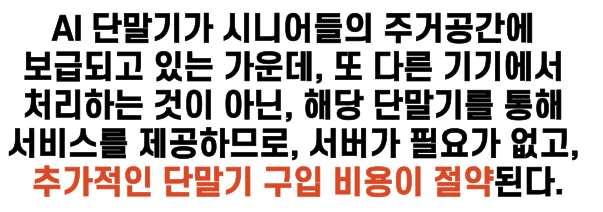 AI 단말기가 시니어들의 주거공간에
보급되고 있는 가운데, 또 다른 기기에서
처리하는 것이 아닌, 해당 단말기를 통해
서비스를 제공하므로, 서버가 필요가 없고,
추가적인 단말기 구입 비용이 절약된다.